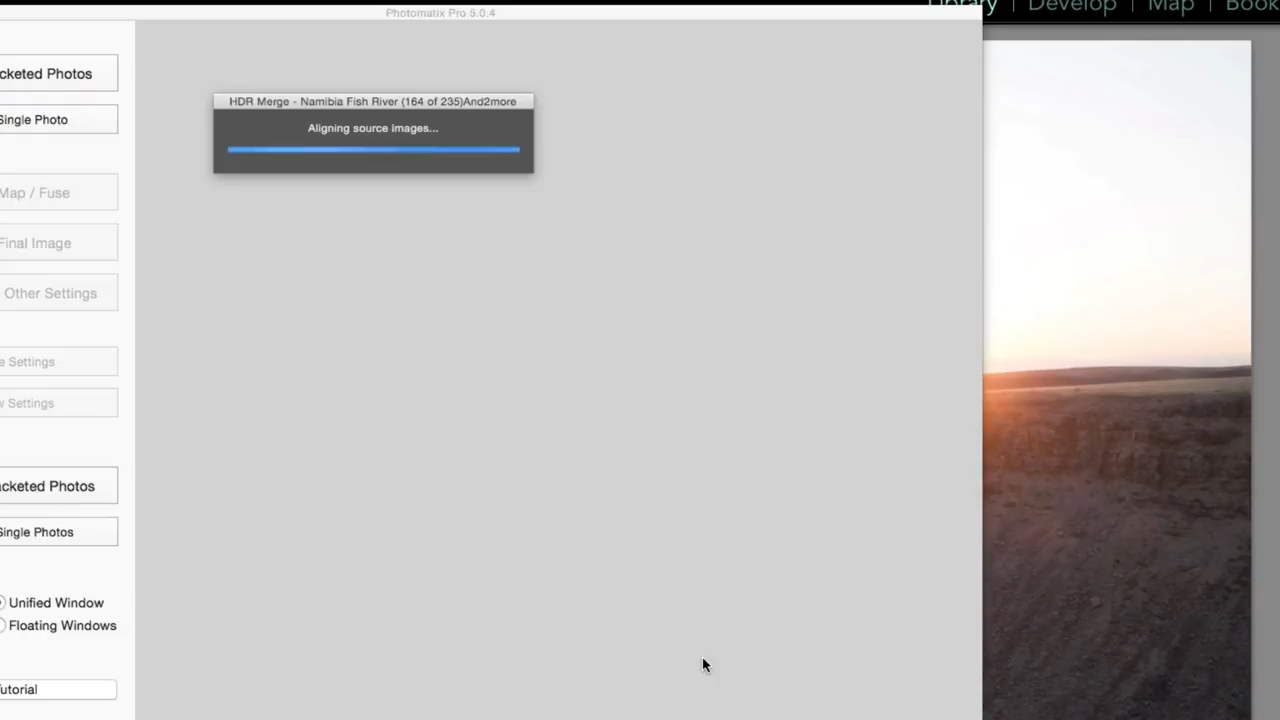 Photomatix Pro 5.0.4
Library | Develop | Map | Book
cketed Photos
Single Photo
HDR Merge - Namibia Fish River (164 of 235)And2more
Aligning source images...
Map / Fuse
Final Image
Other Settings
e Settings
w Settings
cketed Photos
Single Photos
Unified Window
Floating Windows
utorial